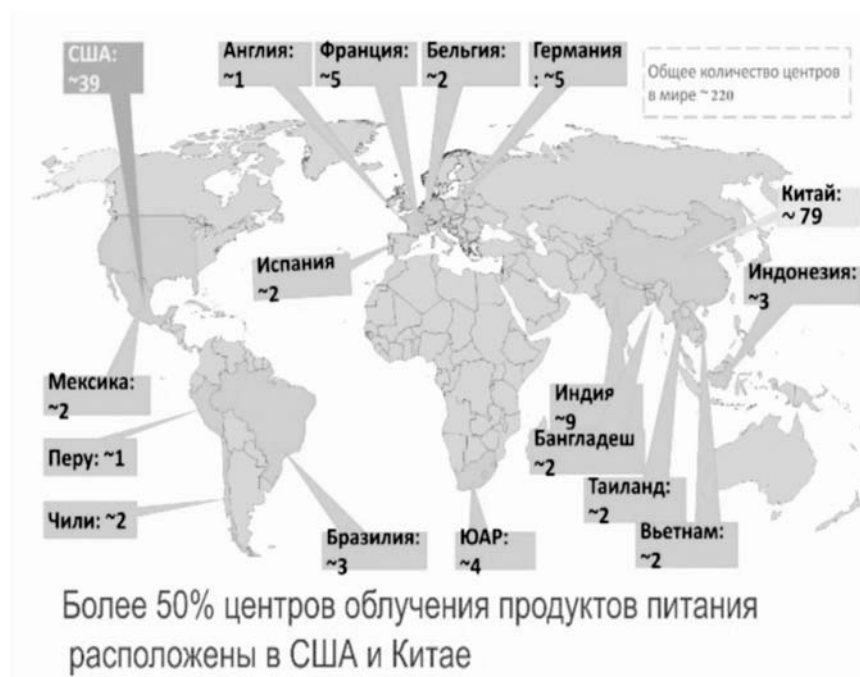 США:
~39
Англия:
~1
Франция:
~5
Бельгия:
~2
Германия
: ~5
Общее количество центров
в мире ~ 220
Китай:
~ 79
Испания
~2
Индонезия:
~3
Мексика:
~2
Индия
~9
Бангладеш
~2
Перу: ~1
Таиланд:
~2
Чили: ~2
Бразилия:
~3
ЮАР:
~4
Вьетнам:
~2
Более 50% центров облучения продуктов питания
расположены в США и Китае